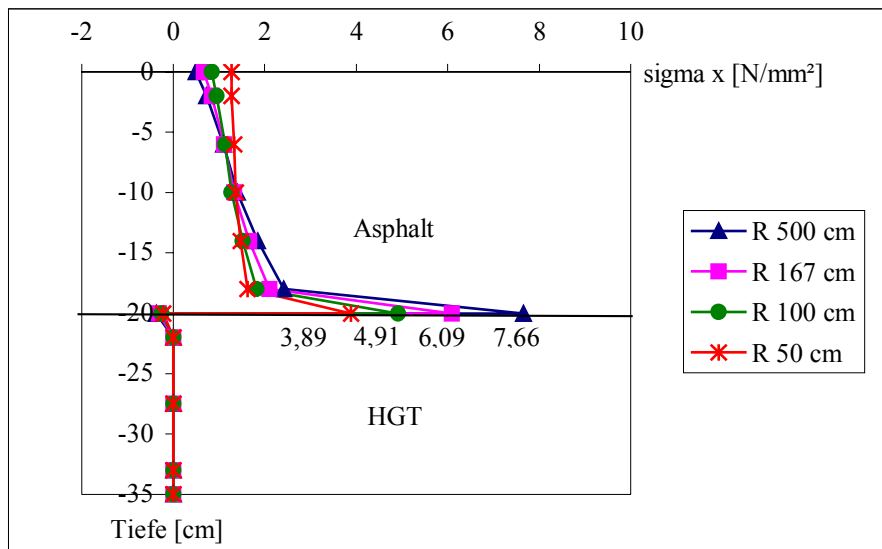 -2 0 2 4 6 8 10
sigma x [N/mm²]
0
-5
-10
-15
-20
-25
-30
-35
Asphalt
3,89 4,91 6,09 7,66
HGT
Tiefe [cm]
R 500 cm
R 167 cm
R 100 cm
R 50 cm